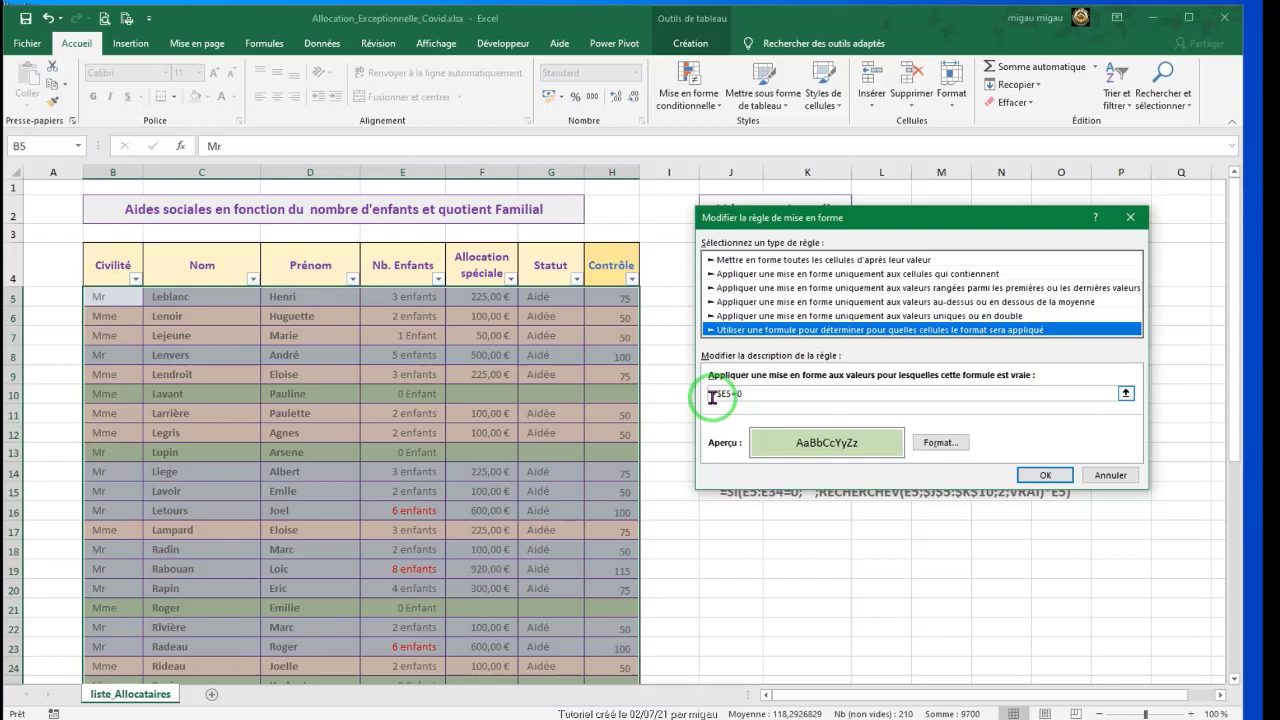 Allocation_Exceptionnelle_Covid.xlsx - Excel
Outils de tableau
migau migau
Fichier Accueil Insertion Mise en page Formules Données Révision Affichage Développeur Aide Power Pivot Création Rechercher des outils adaptés Partager
Coller
Calibri 11
Renvoyer à la ligne automatiquement
Standard
Fusionner et centrer
G I S
% 000
Mise en forme conditionnelle
Mettre sous forme de tableau
Styles de cellules
Insérer Supprimer Format
Somme automatique
Recopier
Effacer
Trier et filtrer
Rechercher et sélectionner
Presse-papiers Police Alignement Nombre Styles Cellules Édition
B5 fx Mr
A B C D E F G H I J K L M N O P Q
1
2 Aides sociales en fonction du nombre d'enfants et quotient Familial
3
4 Civilité Nom Prénom Nb. Enfants Allocation spéciale Statut Contrôle
5 Mr Leblanc Henri 3 enfants 225,00 € Aidé 75
6 Mme Lenoir Huguette 2 enfants 100,00 € Aidée 50
7 Mme Lejeune Marie 1 Enfant 50,00 € Aidée 50
8 Mr Lenvers André 5 enfants 500,00 € Aidé 100
9 Mme Lendroit Eloise 3 enfants 225,00 € Aidée 75
10 Mme Lavant Pauline 0 Enfant
11 Mme Larrière Paulette 2 enfants 100,00 € Aidée 50
12 Mme Legris Agnes 2 enfants 100,00 € Aidée 50
13 Mr Lupin Arsene 0 Enfant
14 Mr Liege Albert 3 enfants 225,00 € Aidé 75
15 Mr Lavoir Emile 2 enfants 100,00 € Aidé 50
16 Mr Letours Joel 6 enfants 600,00 € Aidé 100
17 Mme Lampard Eloise 3 enfants 225,00 € Aidée 75
18 Mr Radin Marc 2 enfants 100,00 € Aidé 50
19 Mr Rabouan Loic 8 enfants 920,00 € Aidé 115
20 Mr Rapin Eric 4 enfants 300,00 € Aidé 75
21 Mme Roger Emilie 0 Enfant
22 Mr Rivière Marc 2 enfants 100,00 € Aidé 50
23 Mr Radeau Roger 6 enfants 600,00 € Aidé 100
24 Mme Rideau Joelle 2 enfants 100,00 € Aidée 50
Modifier la règle de mise en forme
?
Sélectionnez un type de règle :
► Mettre en forme toutes les cellules d'après leur valeur
► Appliquer une mise en forme uniquement aux cellules qui contiennent
► Appliquer une mise en forme uniquement aux valeurs rangées parmi les premières ou les dernières valeurs
► Appliquer une mise en forme uniquement aux valeurs au-dessus ou en dessous de la moyenne
► Appliquer une mise en forme uniquement aux valeurs uniques ou en double
► Utiliser une formule pour déterminer pour quelles cellules le format sera appliqué
Modifier la description de la règle :
Appliquer une mise en forme aux valeurs pour lesquelles cette formule est vraie :
$E5=0
Aperçu : AaBbCcYyZz Format...
OK Annuler
=SI(E5:E34=0;" ";RECHERCHEV(E5;$J$5:$K$10;2;VRAI)*E5)
liste_Allocataires
Prêt
Tutoriel créé le 02/07/21 par migau
Moyenne : 118,2926829 Nb (non vides) : 210 Somme : 9700
100 %